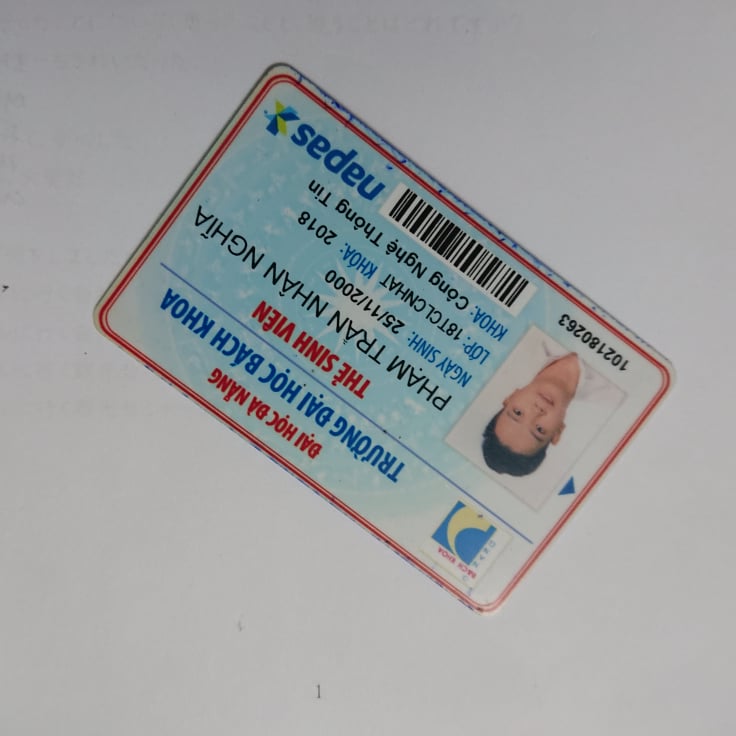 ĐẠI HỌC ĐÀ NẴNG
TRƯỜNG ĐẠI HỌC BÁCH KHOA
THẺ SINH VIÊN
PHẠM TRẦN NHÂN NGHĨA
NGÀY SINH: 25/11/2000
LỚP: 18TCLCNHAT KHÓA: 2018
KHOA: Công Nghệ Thông Tin
BÁCH KHOA
NANG
102180263
napas